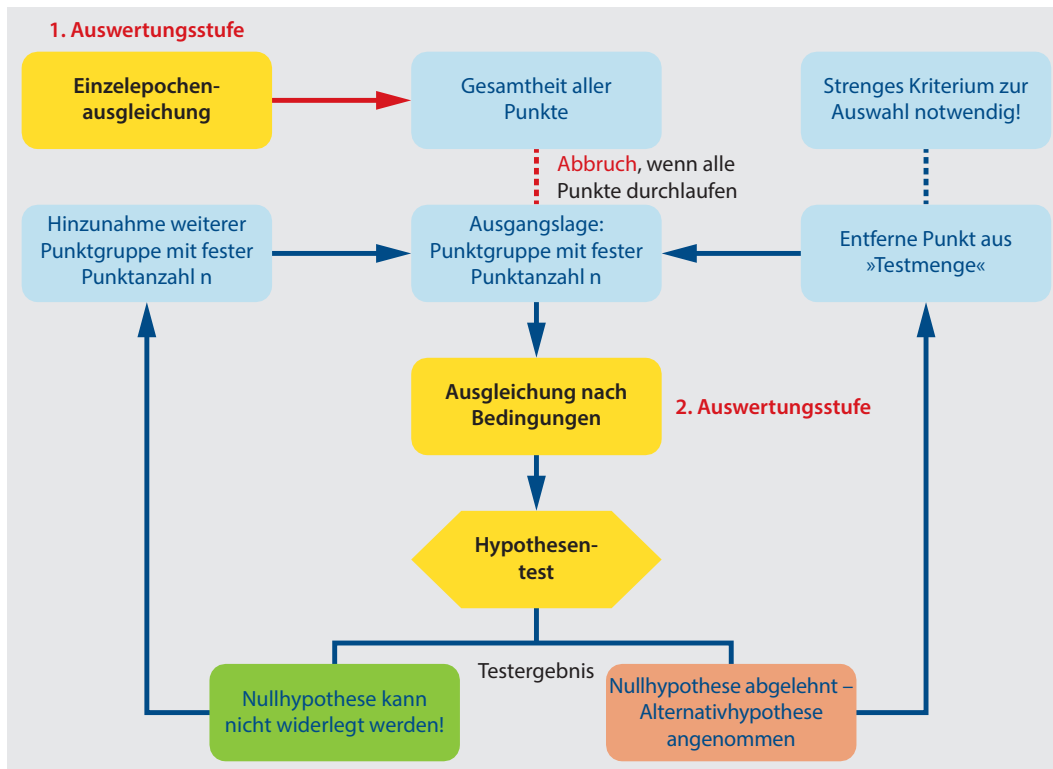 1. Auswertungsstufe
Einzelepochen-
ausgleichung
Gesamtheit aller
Punkte
Strenges Kriterium zur
Auswahl notwendig!
Abbruch, wenn alle
Punkte durchlaufen
Hinzunahme weiterer
Punktgruppe mit fester
Punktanzahl n
Ausgangslage:
Punktgruppe mit fester
Punktanzahl n
Entferne Punkt aus
»Testmenge«
Ausgleichung nach
Bedingungen
2. Auswertungsstufe
Hypothesen-
test
Testergebnis
Nullhypothese kann
nicht widerlegt werden!
Nullhypothese abgelehnt –
Alternativhypothese
angenommen